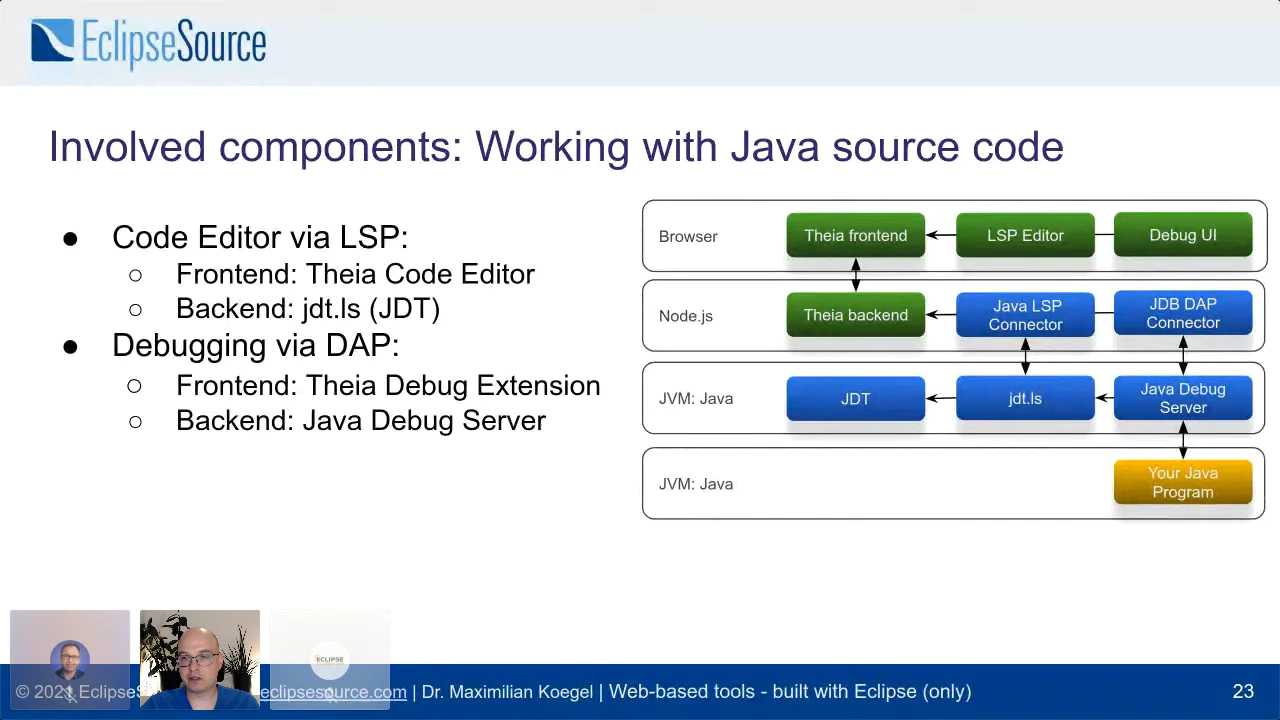 EclipseSource
Involved components: Working with Java source code
● Code Editor via LSP:
○ Frontend: Theia Code Editor
○ Backend: jdt.ls (JDT)
● Debugging via DAP:
○ Frontend: Theia Debug Extension
○ Backend: Java Debug Server
Browser
Theia frontend
LSP Editor
Debug UI
Node.js
Theia backend
Java LSP
Connector
JDB DAP
Connector
JVM: Java
JDT
jdt.ls
Java Debug
Server
JVM: Java
Your Java
Program
ECLIPSE
© 2021 EclipseS eclipsesource.com | Dr. Maximilian Koegel | Web-based tools - built with Eclipse (only)
23